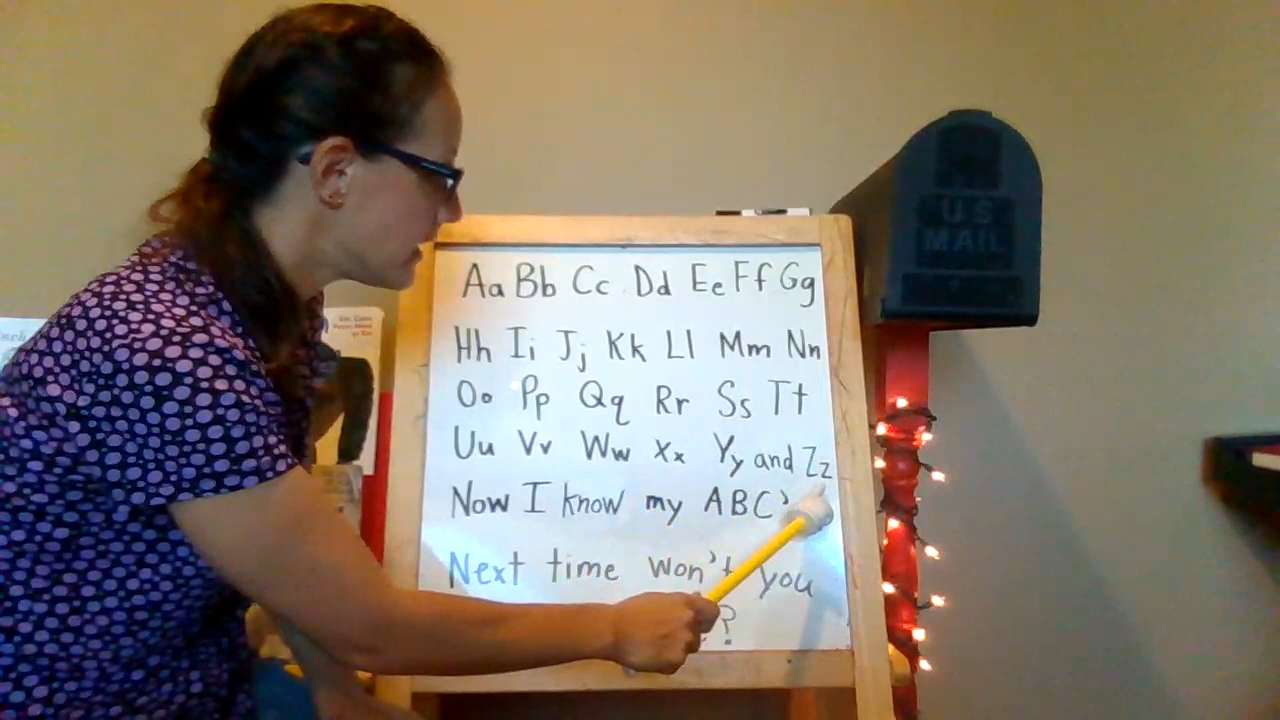 Aa Bb Cc Dd Ee Ff Gg
Hh Ii Jj Kk Ll Mm Nn
Oo Pp Qq Rr Ss Tt
Uu Vv Ww Xx Yy and Zz
Now I know my ABC'
Next time won't you
?
US
MAIL